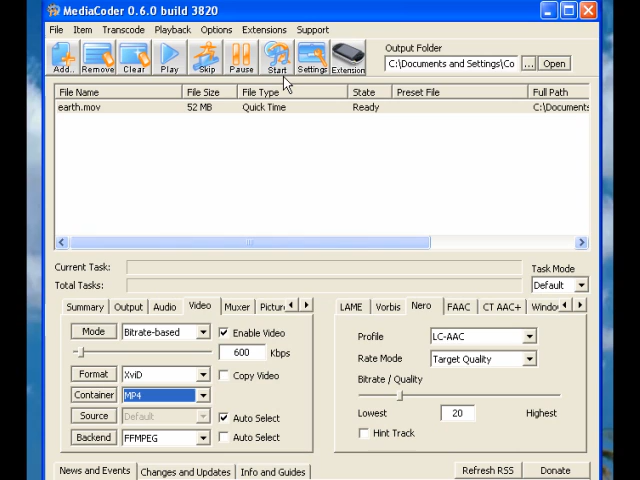 MediaCoder 0.6.0 build 3820
File Item Transcode Playback Options Extensions Support
Add.. Remove Clear Play Skip Pause Start Settings Extension
Output Folder
C:\Documents and Settings\Co ... Open
File Name File Size File Type State Preset File Full Path
earth.mov 52 MB Quick Time Ready C:\Documents
Current Task:
Total Tasks:
Task Mode
Default
Summary Output Audio Video Muxer Pictur
Mode Bitrate-based Enable Video
600 Kbps
Format XviD Copy Video
Container MP4
Source Default Auto Select
Backend FFMPEG Auto Select
LAME Vorbis Nero FAAC CT AAC+ Windo
Profile LC-AAC
Rate Mode Target Quality
Bitrate / Quality
Lowest 20 Highest
Hint Track
News and Events Changes and Updates Info and Guides Refresh RSS Donate